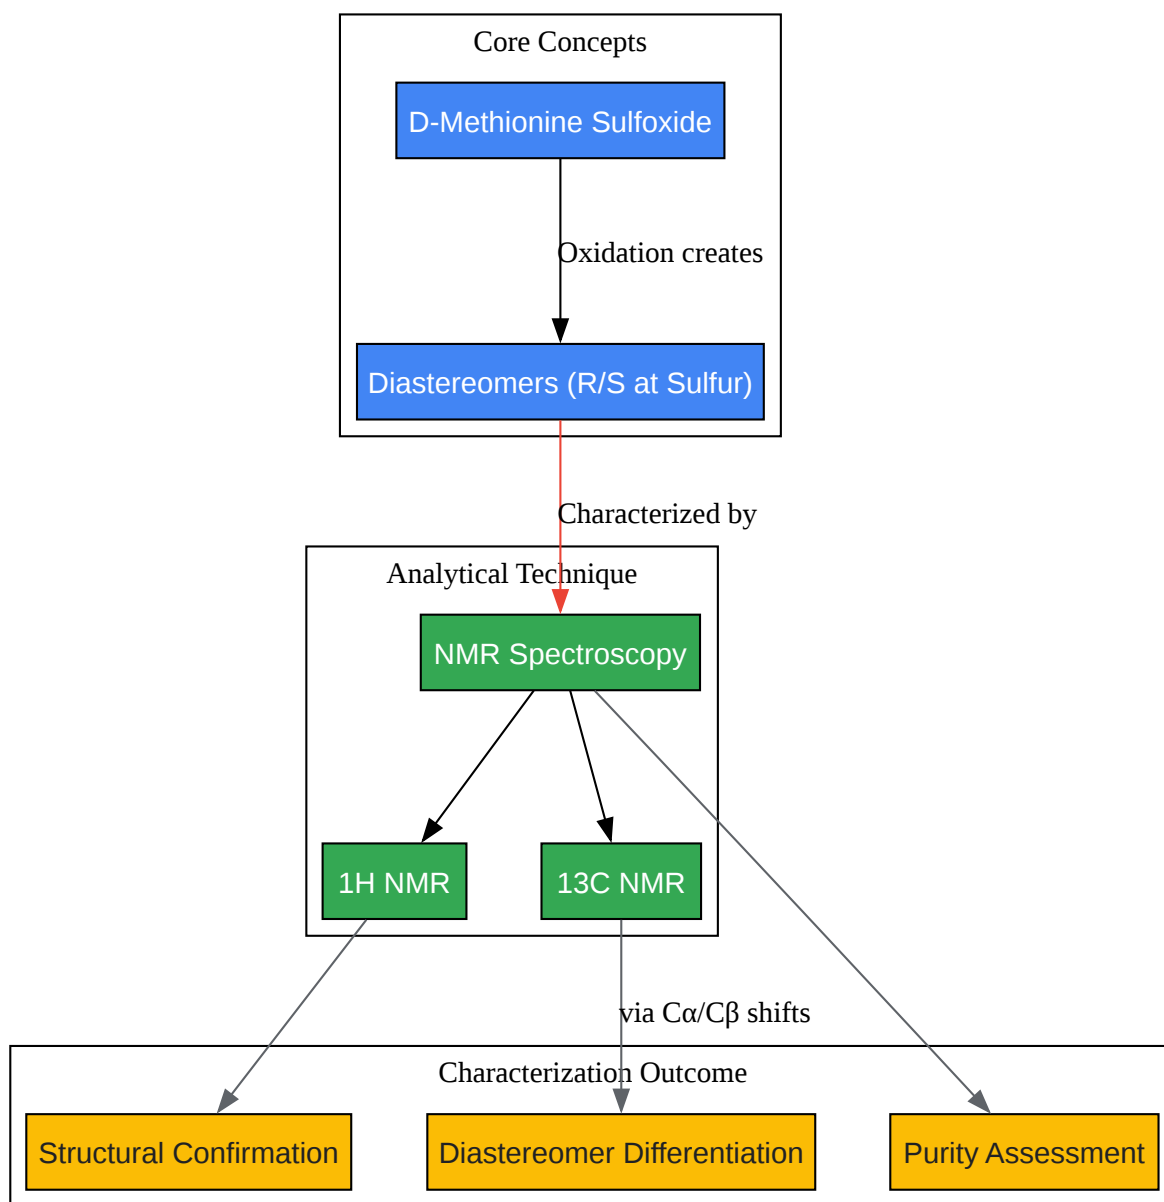 Core Concepts
D-Methionine Sulfoxide
Oxidation creates
Diastereomers (R/S at Sulfur)
Characterized by
Analytical Technique
NMR Spectroscopy
1H NMR
13C NMR
via Cα/Cβ shifts
Characterization Outcome
Structural Confirmation
Diastereomer Differentiation
Purity Assessment